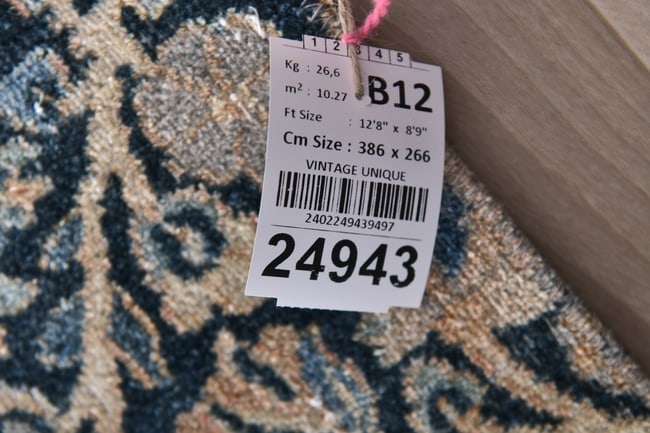 1 2 3 4 5
Kg : 26,6
m² : 10.27
B12
Ft Size : 12'8" x 8'9"
Cm Size : 386 x 266
VINTAGE UNIQUE
2402249439497
24943